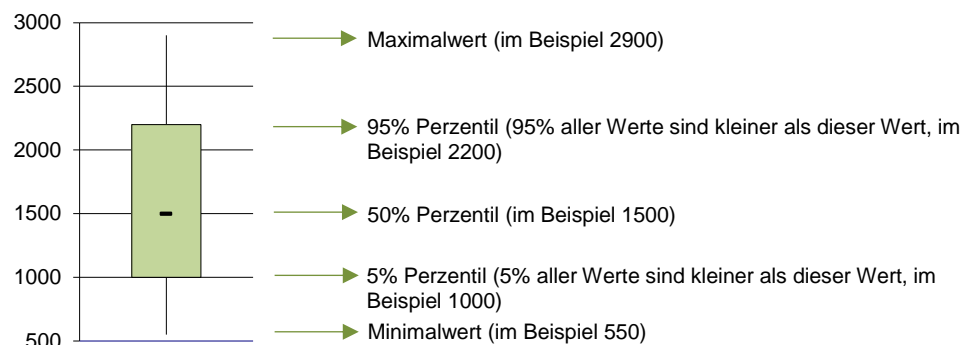 3000
Maximalwert (im Beispiel 2900)
2500
95% Perzentil (95% aller Werte sind kleiner als dieser Wert, im
Beispiel 2200)
2000
1500
50% Perzentil (im Beispiel 1500)
1000
5% Perzentil (5% aller Werte sind kleiner als dieser Wert, im
Beispiel 1000)
Minimalwert (im Beispiel 550)
500